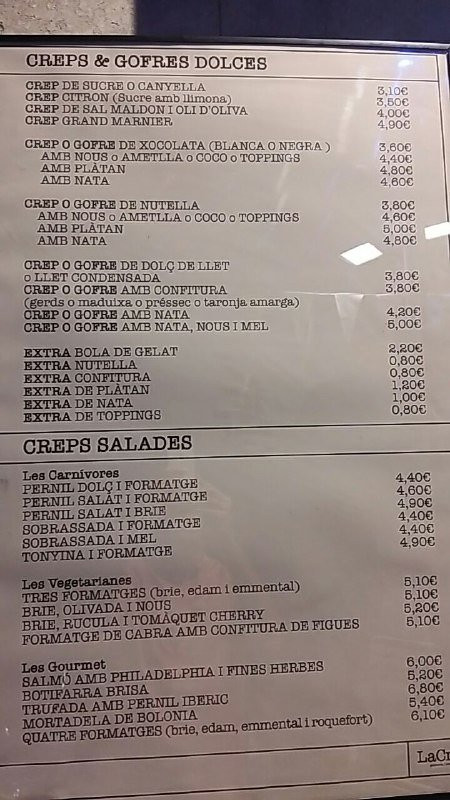 CREPS & GOFRES DOLCES
CREP DE SUCRE O CANYELLA 3,10€
CREP CITRON (Sucre amb llimona) 3,50€
CREP DE SAL MALDON I OLI D'OLIVA 4,00€
CREP GRAND MARNIER 4,90€
CREP O GOFRE DE XOCOLATA (BLANCA O NEGRA ) 3,60€
AMB NOUS o AMETLLA o COCO o TOPPINGS 4,40€
AMB PLÀTAN 4,80€
AMB NATA 4,60€
CREP O GOFRE DE NUTELLA 3,80€
AMB NOUS o AMETLLA o COCO o TOPPINGS 4,60€
AMB PLÀTAN 5,00€
AMB NATA 4,80€
CREP O GOFRE DE DOLÇ DE LLET
O LLET CONDENSADA 3,80€
CREP O GOFRE AMB CONFITURA 3,80€
(gerds o maduixa o préssec o taronja amarga)
CREP O GOFRE AMB NATA 4,20€
CREP O GOFRE AMB NATA, NOUS I MEL 5,00€
EXTRA BOLA DE GELAT 2,20€
EXTRA NUTELLA 0,80€
EXTRA CONFITURA 0,80€
EXTRA DE PLÀTAN 1,20€
EXTRA DE NATA 1,00€
EXTRA DE TOPPINGS 0,80€
CREPS SALADES
Les Carnívores
PERNIL DOLÇ I FORMATGE 4,40€
PERNIL SALAT I FORMATGE 4,60€
PERNIL SALAT I BRIE 4,90€
SOBRASSADA I FORMATGE 4,40€
SOBRASSADA I MEL 4,40€
TONYINA I FORMATGE 4,90€
Les Vegetarianes
TRES FORMATGES (brie, edam i emmental) 5,10€
BRIE, OLIVADA I NOUS 5,10€
BRIE, RUCULA I TOMÀQUET CHERRY 5,20€
FORMATGE DE CABRA AMB CONFITURA DE FIGUES 5,10€
Les Gourmet
SALMÓ AMB PHILADELPHIA I FINES HERBES 6,00€
BOTIFARRA BRISA 5,20€
TRUFADA AMB PERNIL IBERIC 6,80€
MORTADELA DE BOLONIA 5,40€
QUATRE FORMATGES (brie, edam, emmental i roquefort) 6,10€